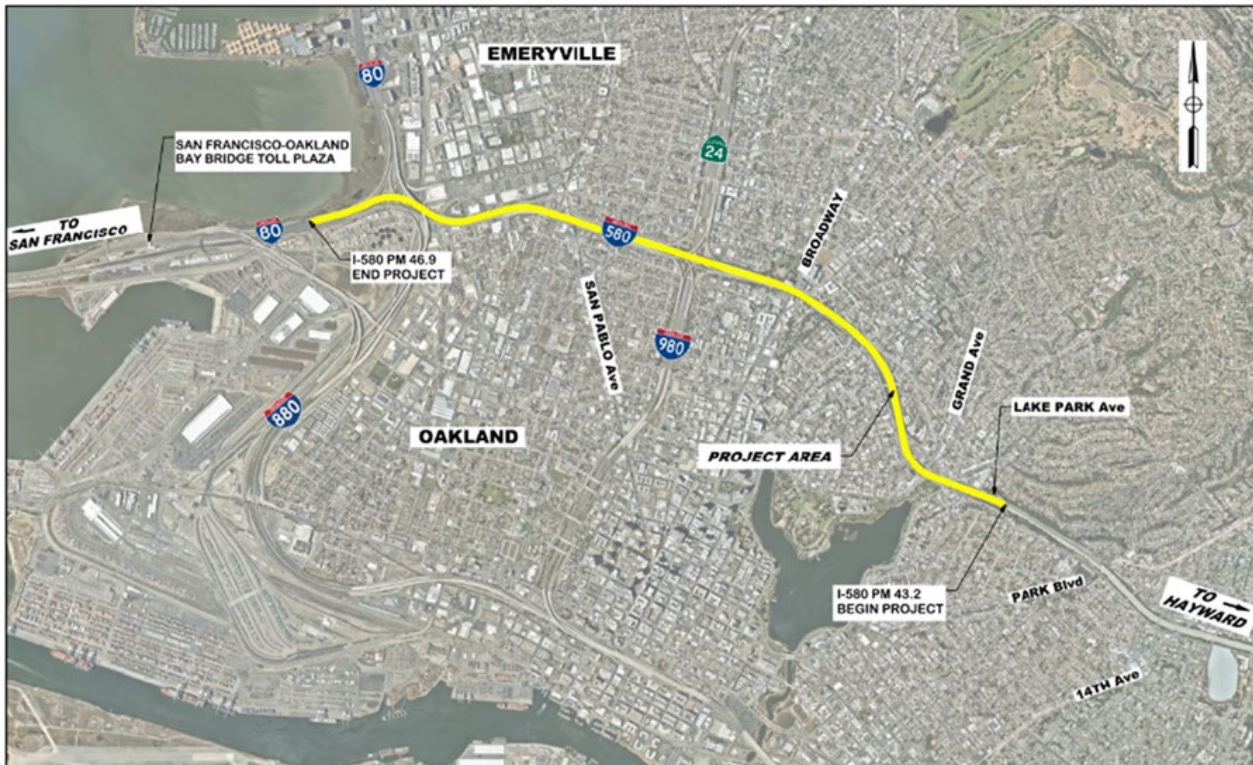 EMERYVILLE
80
SAN FRANCISCO-OAKLAND
BAY BRIDGE TOLL PLAZA
24
TO
SAN FRANCISCO
80
I-580 PM 46.9
END PROJECT
580
BROADWAY
SAN PABLO Ave
980
880
OAKLAND
GRAND Ave
LAKE PARK Ave
PROJECT AREA
I-580 PM 43.2
BEGIN PROJECT
PARK Blvd
TO
HAYWARD
14TH Ave